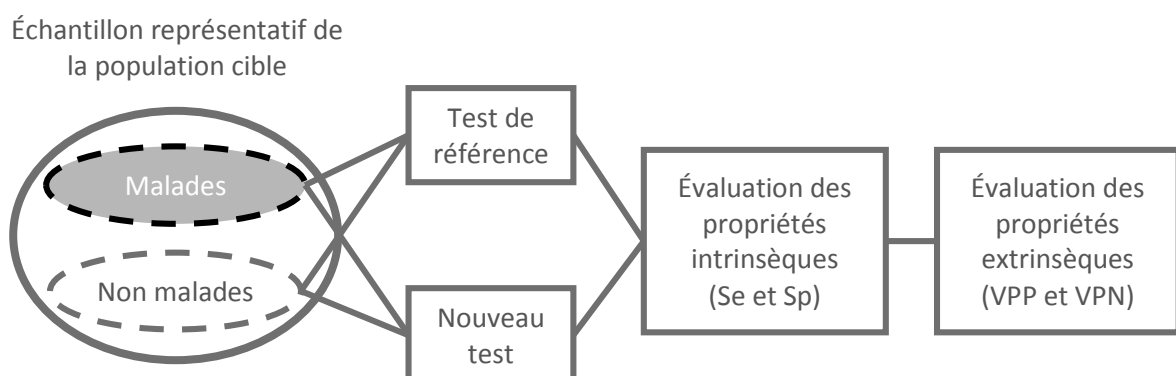 Échantillon représentatif de
la population cible
Malades
Non malades
Test de
référence
Nouveau
test
Évaluation des
propriétés
intrinsèques
(Se et Sp)
Évaluation des
propriétés
extrinsèques
(VPP et VPN)